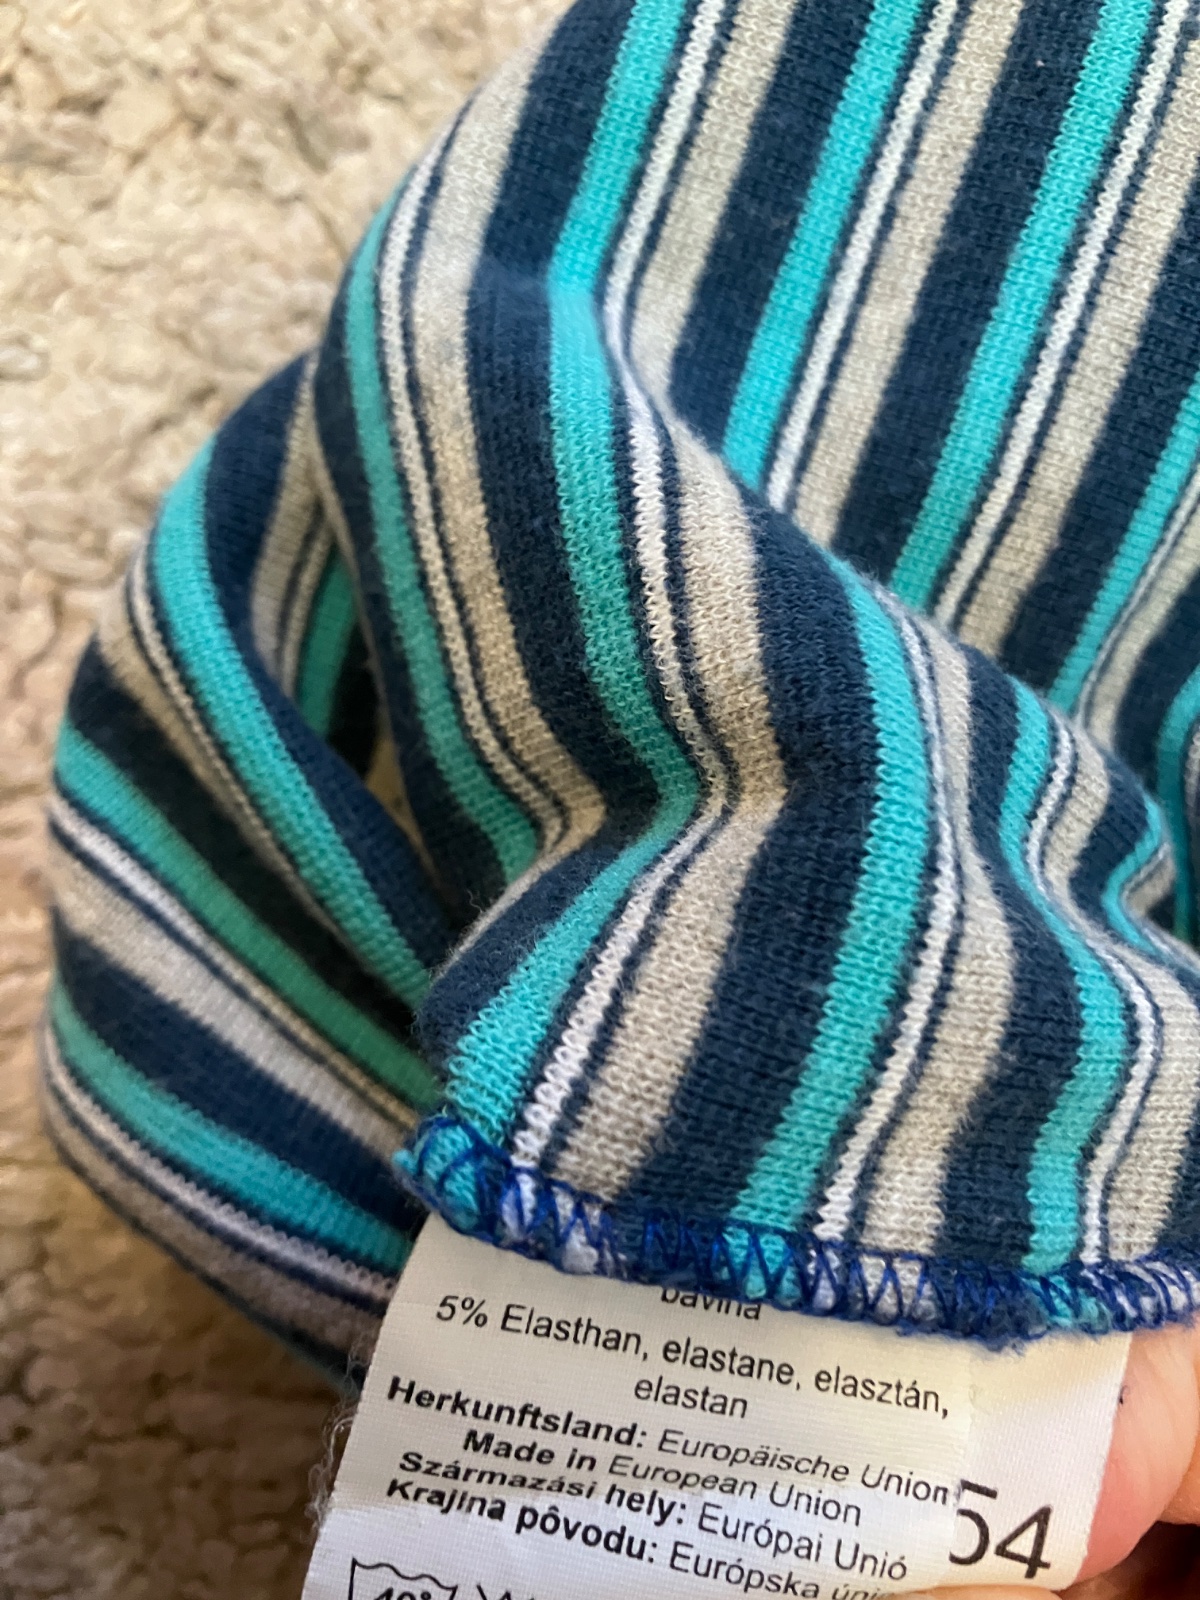 bavlna
5% Elasthan, elastane, elasztán,
elastan
Herkunftsland: Europäische Union
Made in European Union
Származási hely: Európai Unió
Krajina pôvodu: Európska únia
54
40°